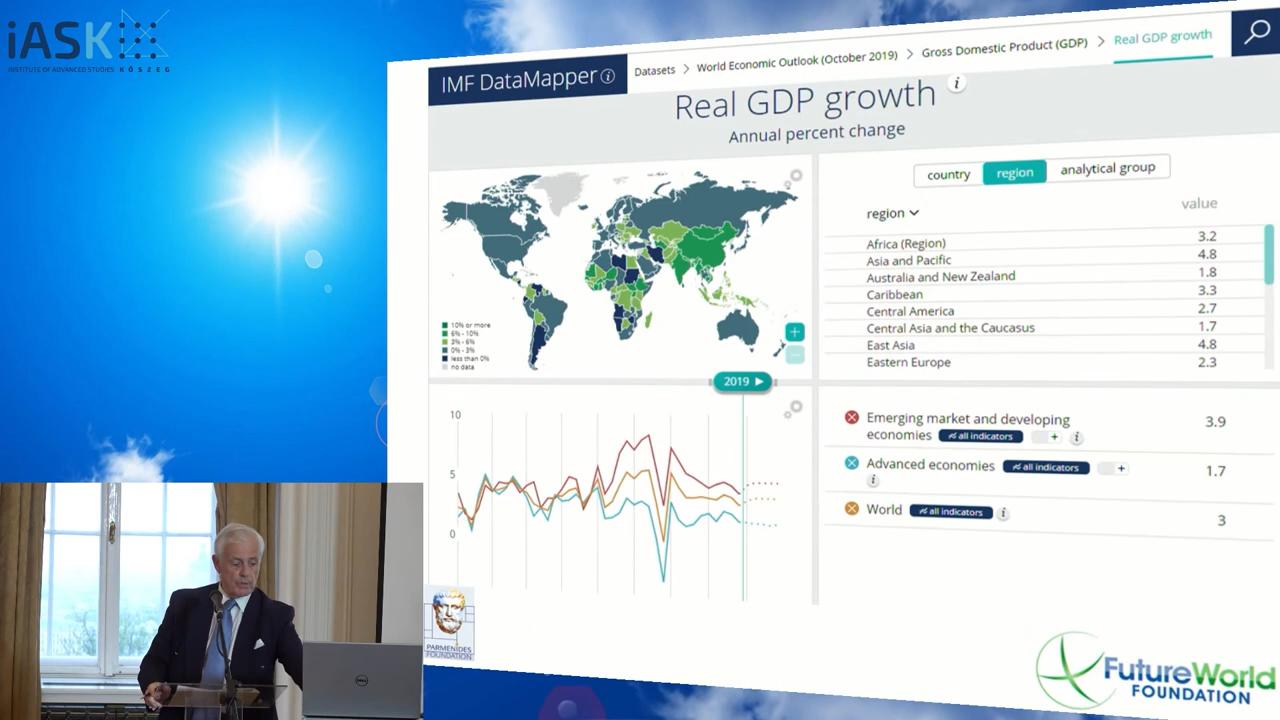 iASK
INSTITUTE OF ADVANCED STUDIES KŐSZEG
IMF DataMapper
Datasets > World Economic Outlook (October 2019) > Gross Domestic Product (GDP) > Real GDP growth
Real GDP growth
Annual percent change
country region analytical group
region value
Africa (Region) 3.2
Asia and Pacific 4.8
Australia and New Zealand 1.8
Caribbean 3.3
Central America 2.7
Central Asia and the Caucasus 1.7
East Asia 4.8
Eastern Europe 2.3
10% or more
6% - 10%
3% - 6%
0% - 3%
less than 0%
no data
+
−
2019
10
5
0
Emerging market and developing
economies all indicators + i 3.9
Advanced economies all indicators + 1.7
i
World all indicators i 3
PARMENIDES
FOUNDATION
DELL
FutureWorld
FOUNDATION